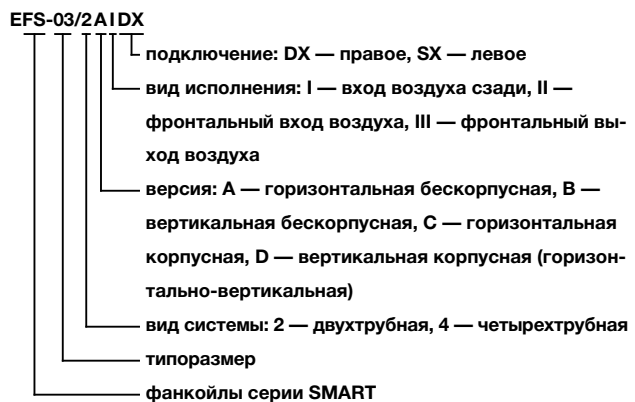 EFS-03/2 A I DX
подключение: DX — правое, SX — левое
вид исполнения: I — вход воздуха сзади, II —
фронтальный вход воздуха, III — фронтальный вы-
ход воздуха
версия: A — горизонтальная бескорпусная, B —
вертикальная бескорпусная, C — горизонтальная
корпусная, D — вертикальная корпусная (горизон-
тально-вертикальная)
вид системы: 2 — двухтрубная, 4 — четырехтрубная
типоразмер
фанкойлы серии SMART